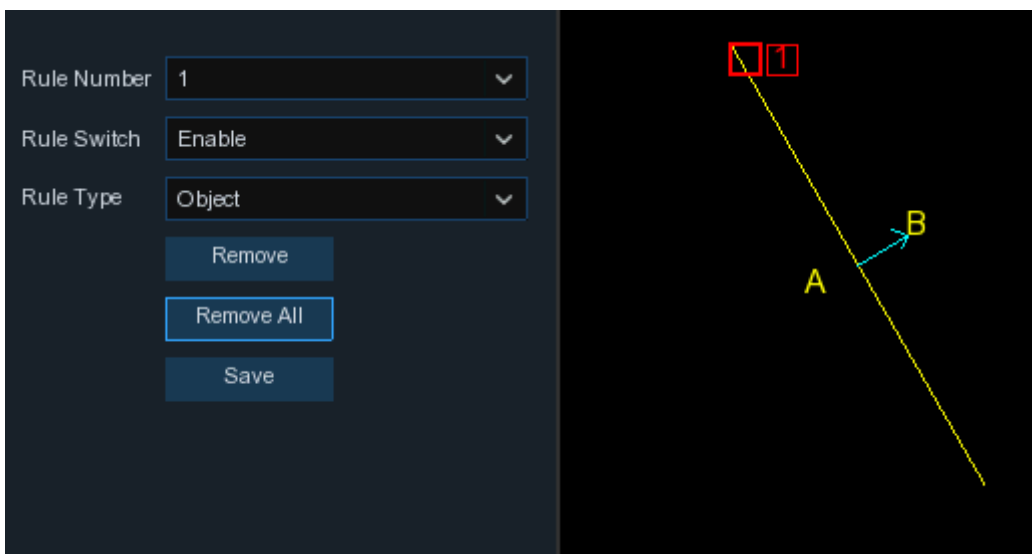 Rule Number 1
Rule Switch Enable
Rule Type Object
Remove
Remove All
Save
1
B
A